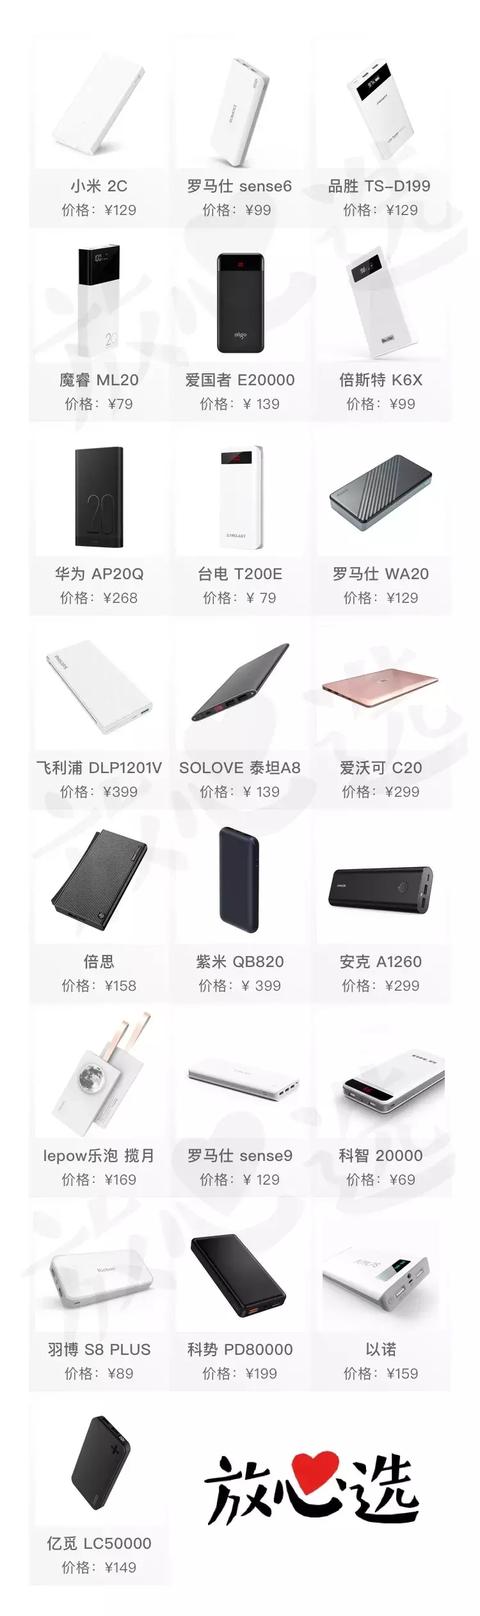 小米 2C
罗马仕 sense6
品胜 TS-D199
价格：¥129
价格：¥99
价格：¥129
魔睿 ML20
爱国者 E20000
倍斯特 K6X
价格：¥79
价格：¥ 139
价格：¥99
华为 AP20Q
台电 T200E
罗马仕 WA20
价格：¥268
价格：¥ 79
价格：¥129
飞利浦 DLP1201V
SOLOVE 泰坦A8
爱沃可 C20
价格：¥399
价格：¥ 139
价格：¥299
倍思
紫米 QB820
安克 A1260
价格：¥158
价格：¥ 399
价格：¥299
lepow乐泡 揽月
罗马仕 sense9
科智 20000
价格：¥169
价格：¥ 129
价格：¥69
羽博 S8 PLUS
科势 PD80000
以诺
价格：¥89
价格：¥199
价格：¥159
亿觅 LC50000
价格：¥149
放心选